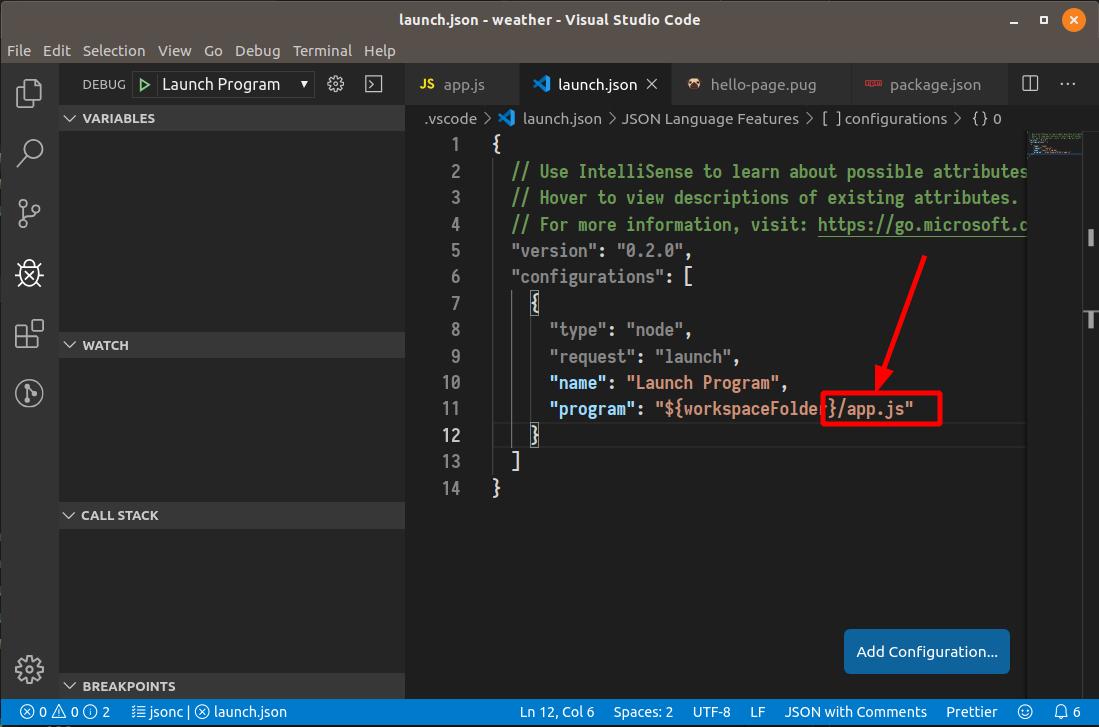 launch.json - weather - Visual Studio Code
File Edit Selection View Go Debug Terminal Help
DEBUG Launch Program
JS app.js launch.json hello-page.pug npm package.json
.vscode > launch.json > JSON Language Features > [ ] configurations > { } 0
VARIABLES
WATCH
CALL STACK
BREAKPOINTS
1 {
2 // Use IntelliSense to learn about possible attributes
3 // Hover to view descriptions of existing attributes.
4 // For more information, visit: https://go.microsoft.c
5 "version": "0.2.0",
6 "configurations": [
7 {
8 "type": "node",
9 "request": "launch",
10 "name": "Launch Program",
11 "program": "${workspaceFolder}/app.js"
12 }
13 ]
14 }
Add Configuration...
0 0 2 jsonc | launch.json Ln 12, Col 6 Spaces: 2 UTF-8 LF JSON with Comments Prettier 6